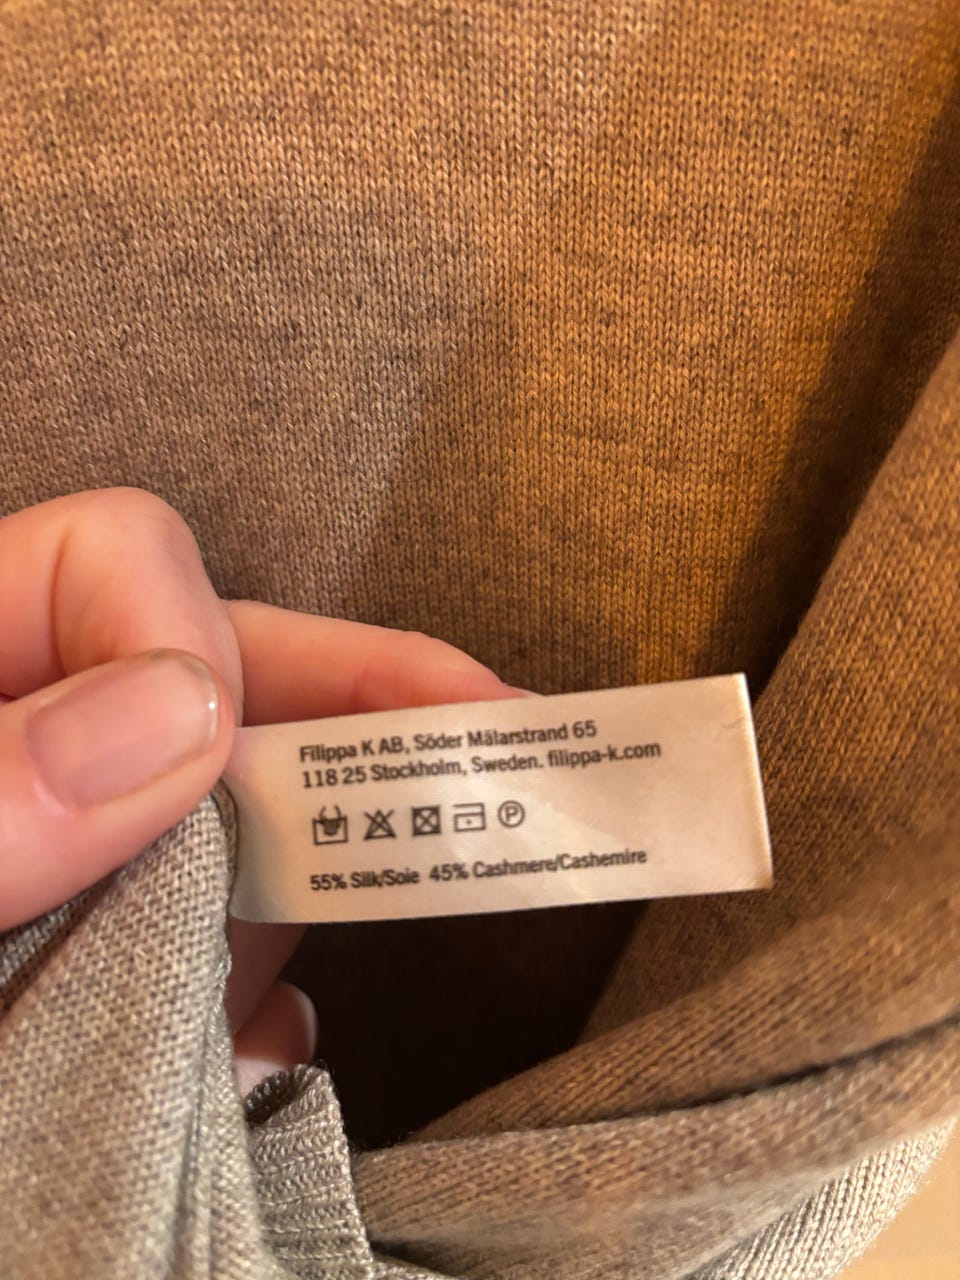 Filippa K AB, Söder Mälarstrand 65
118 25 Stockholm, Sweden. filippa-k.com
P
55% Silk/Soie 45% Cashmere/Cashemire